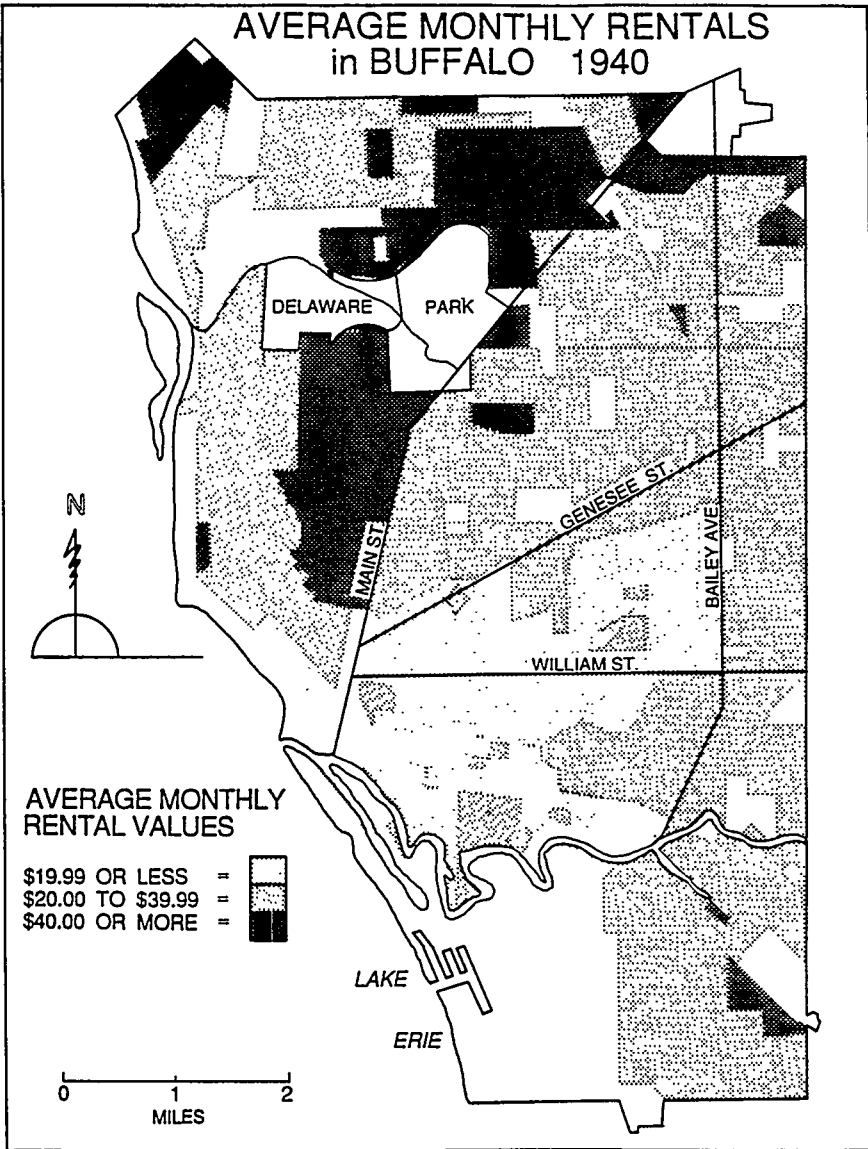 AVERAGE MONTHLY RENTALS
in BUFFALO 1940
DELAWARE PARK
N
MAIN ST.
GENESEE ST.
BAILEY AVE.
WILLIAM ST.
AVERAGE MONTHLY
RENTAL VALUES
$19.99 OR LESS =
$20.00 TO $39.99 =
$40.00 OR MORE =
LAKE
ERIE
0 1 2
MILES